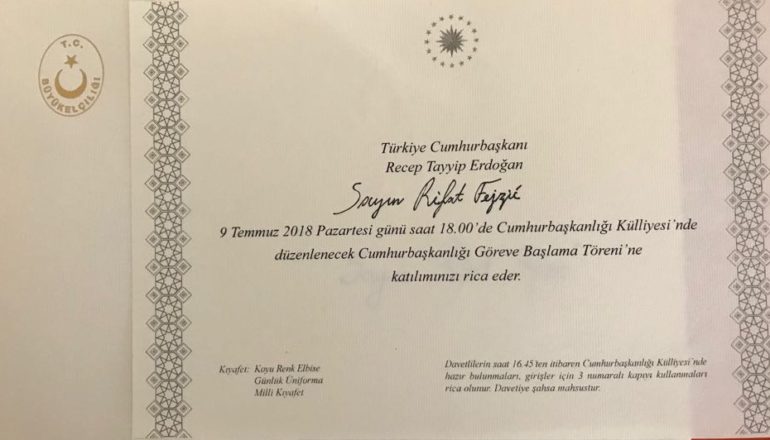 T.C.
BÜYÜKELÇİLİĞİ
Türkiye Cumhurbaşkanı
Recep Tayyip Erdoğan
Sayın Rifat Fejzić
9 Temmuz 2018 Pazartesi günü saat 18.00'de Cumhurbaşkanlığı Külliyesi'nde
düzenlenecek Cumhurbaşkanlığı Göreve Başlama Töreni'ne
katılımınızı rica eder.
Kıyafet: Koyu Renk Elbise
Günlük Üniforma
Milli Kıyafet
Davetlilerin saat 16.45'ten itibaren Cumhurbaşkanlığı Külliyesi'nde
hazır bulunmaları, girişler için 3 numaralı kapıyı kullanmaları
rica olunur. Davetiye şahsa mahsustur.